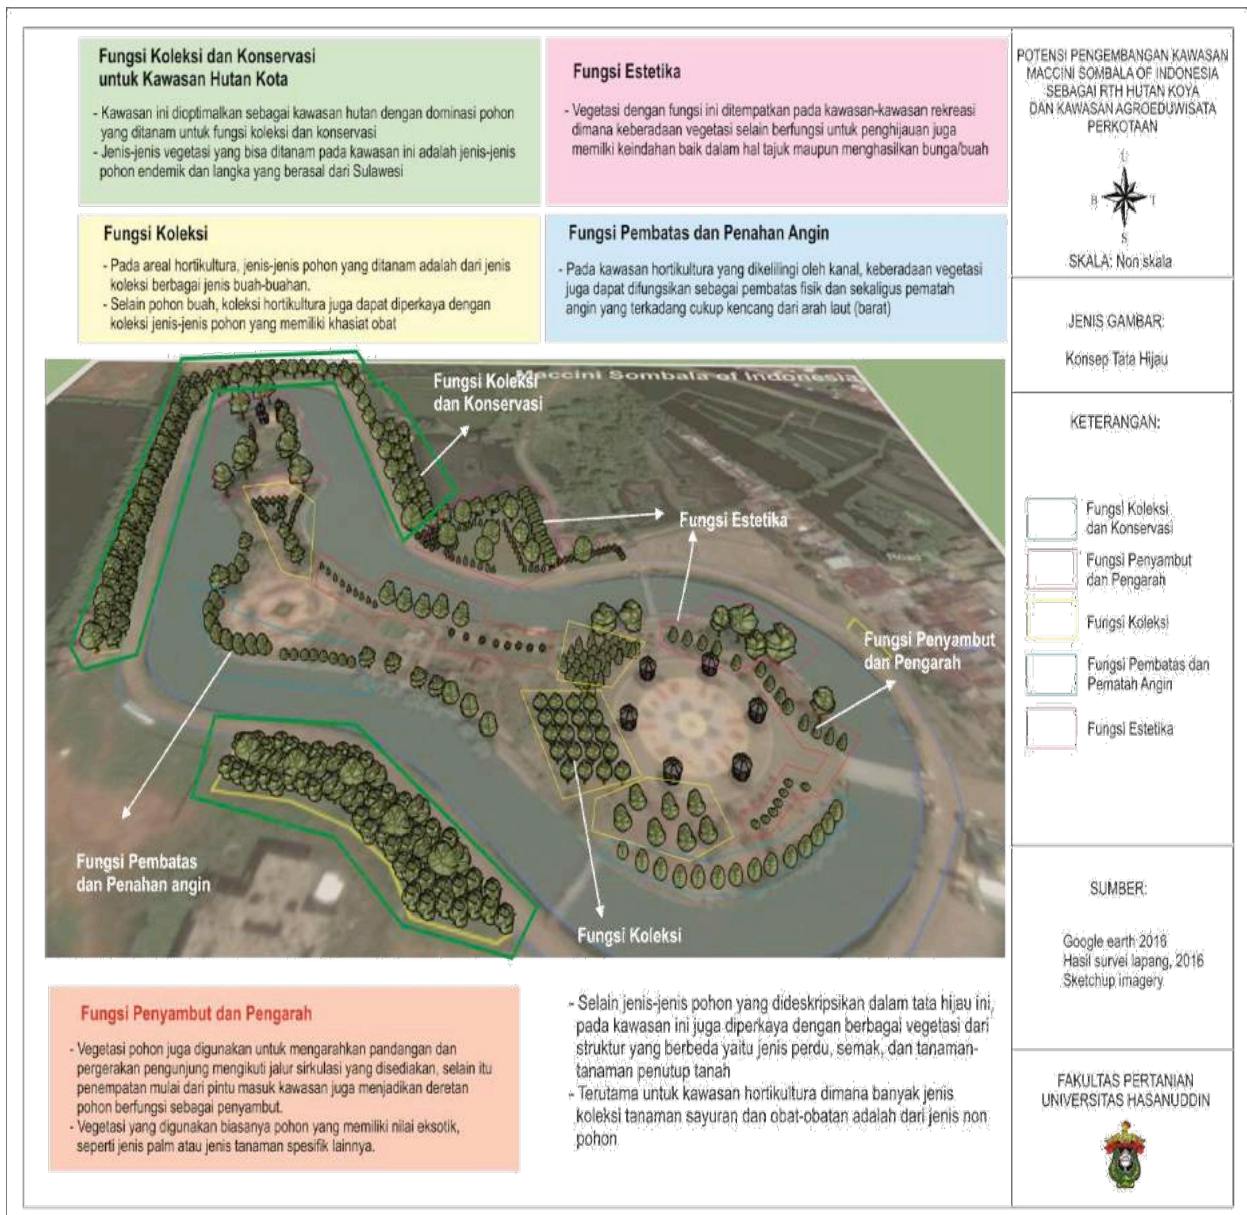 Fungsi Koleksi dan Konservasi
untuk Kawasan Hutan Kota
- Kawasan ini dioptimalkan sebagai kawasan hutan dengan dominasi pohon
yang ditanam untuk fungsi koleksi dan konservasi
- Jenis-jenis vegetasi yang bisa ditanam pada kawasan ini adalah jenis-jenis
pohon endemik dan langka yang berasal dari Sulawesi
Fungsi Estetika
- Vegetasi dengan fungsi ini ditempatkan pada kawasan-kawasan rekreasi
dimana keberadaan vegetasi selain berfungsi untuk penghijauan juga
memilki keindahan baik dalam hal tajuk maupun menghasilkan bunga/buah
Fungsi Koleksi
- Pada areal hortikultura, jenis-jenis pohon yang ditanam adalah dari jenis
koleksi berbagai jenis buah-buahan.
- Selain pohon buah, koleksi hortikultura juga dapat diperkaya dengan
koleksi jenis-jenis pohon yang memiliki khasiat obat
Fungsi Pembatas dan Penahan Angin
- Pada kawasan hortikultura yang dikelilingi oleh kanal, keberadaan vegetasi
juga dapat difungsikan sebagai pembatas fisik dan sekaligus pematah
angin yang terkadang cukup kencang dari arah laut (barat)
Maccini Sombala of Indonesia
Fungsi Koleksi
dan Konservasi
Fungsi Estetika
Fungsi Penyambut
dan Pengarah
Fungsi Pembatas
dan Penahan angin
Fungsi Koleksi
Fungsi Penyambut dan Pengarah
- Vegetasi pohon juga digunakan untuk mengarahkan pandangan dan
pergerakan pengunjung mengikuti jalur sirkulasi yang disediakan, selain itu
penempatan mulai dari pintu masuk kawasan juga menjadikan deretan
pohon berfungsi sebagai penyambut.
- Vegetasi yang digunakan biasanya pohon yang memiliki nilai eksotik,
seperti jenis palm atau jenis tanaman spesifik lainnya.
- Selain jenis-jenis pohon yang dideskripsikan dalam tata hijau ini,
pada kawasan ini juga diperkaya dengan berbagai vegetasi dari
struktur yang berbeda yaitu jenis perdu, semak, dan tanaman-
tanaman penutup tanah
- Terutama untuk kawasan hortikultura dimana banyak jenis
koleksi tanaman sayuran dan obat-obatan adalah dari jenis non
pohon
POTENSI PENGEMBANGAN KAWASAN
MACCINI SOMBALA OF INDONESIA
SEBAGAI RTH HUTAN KOYA
DAN KAWASAN AGROEDUWISATA
PERKOTAAN
U
B T
S
SKALA: Non skala
JENIS GAMBAR:
Konsep Tata Hijau
KETERANGAN:
Fungsi Koleksi
dan Konservasi
Fungsi Penyambut
dan Pengarah
Fungsi Koleksi
Fungsi Pembatas dan
Pematah Angin
Fungsi Estetika
SUMBER:
Google earth 2016
Hasil survei lapang, 2016
Sketchup imagery
FAKULTAS PERTANIAN
UNIVERSITAS HASANUDDIN